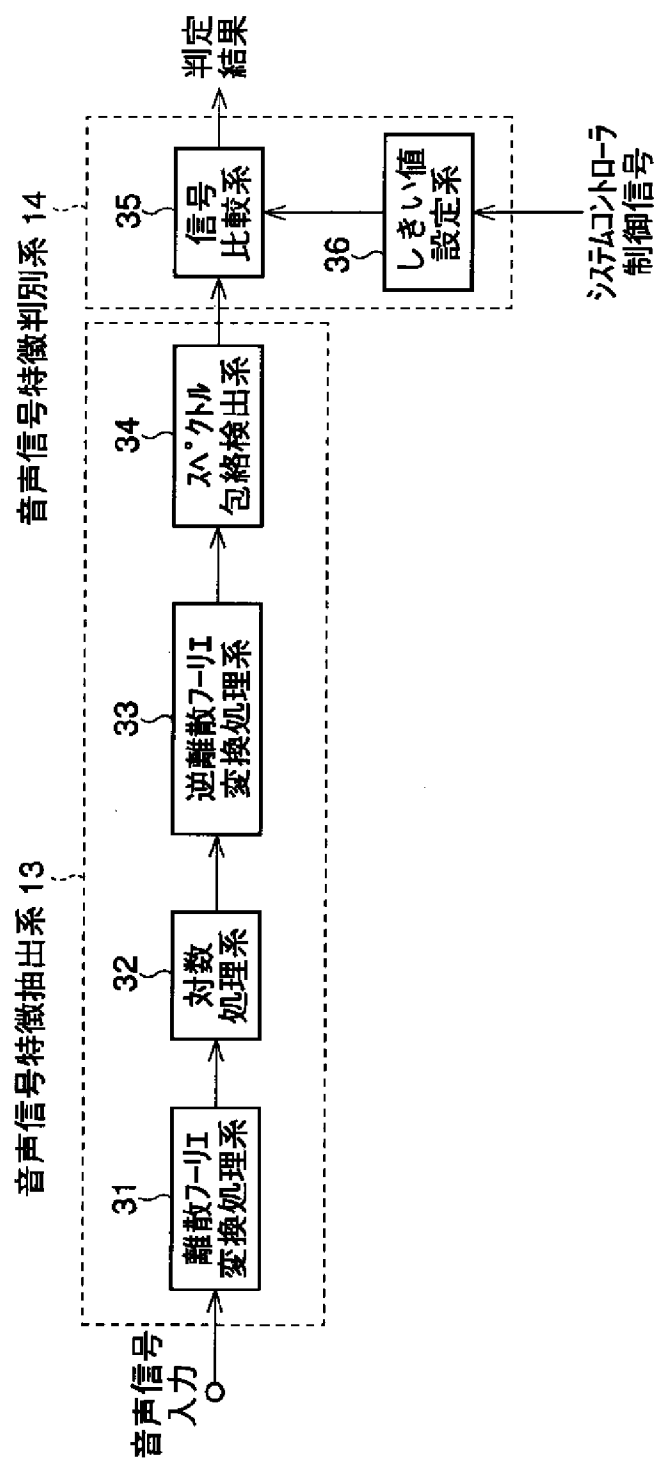 音声信号特徴抽出系 13
音声信号特徴判別系 14
音声信号
入力
31
離散フーリエ
変換処理系
32
対数
処理系
33
逆離散フーリエ
変換処理系
34
スペクトル
包絡検出系
35
信号
比較系
判定
結果
36
しきい値
設定系
システムコントローラ
制御信号